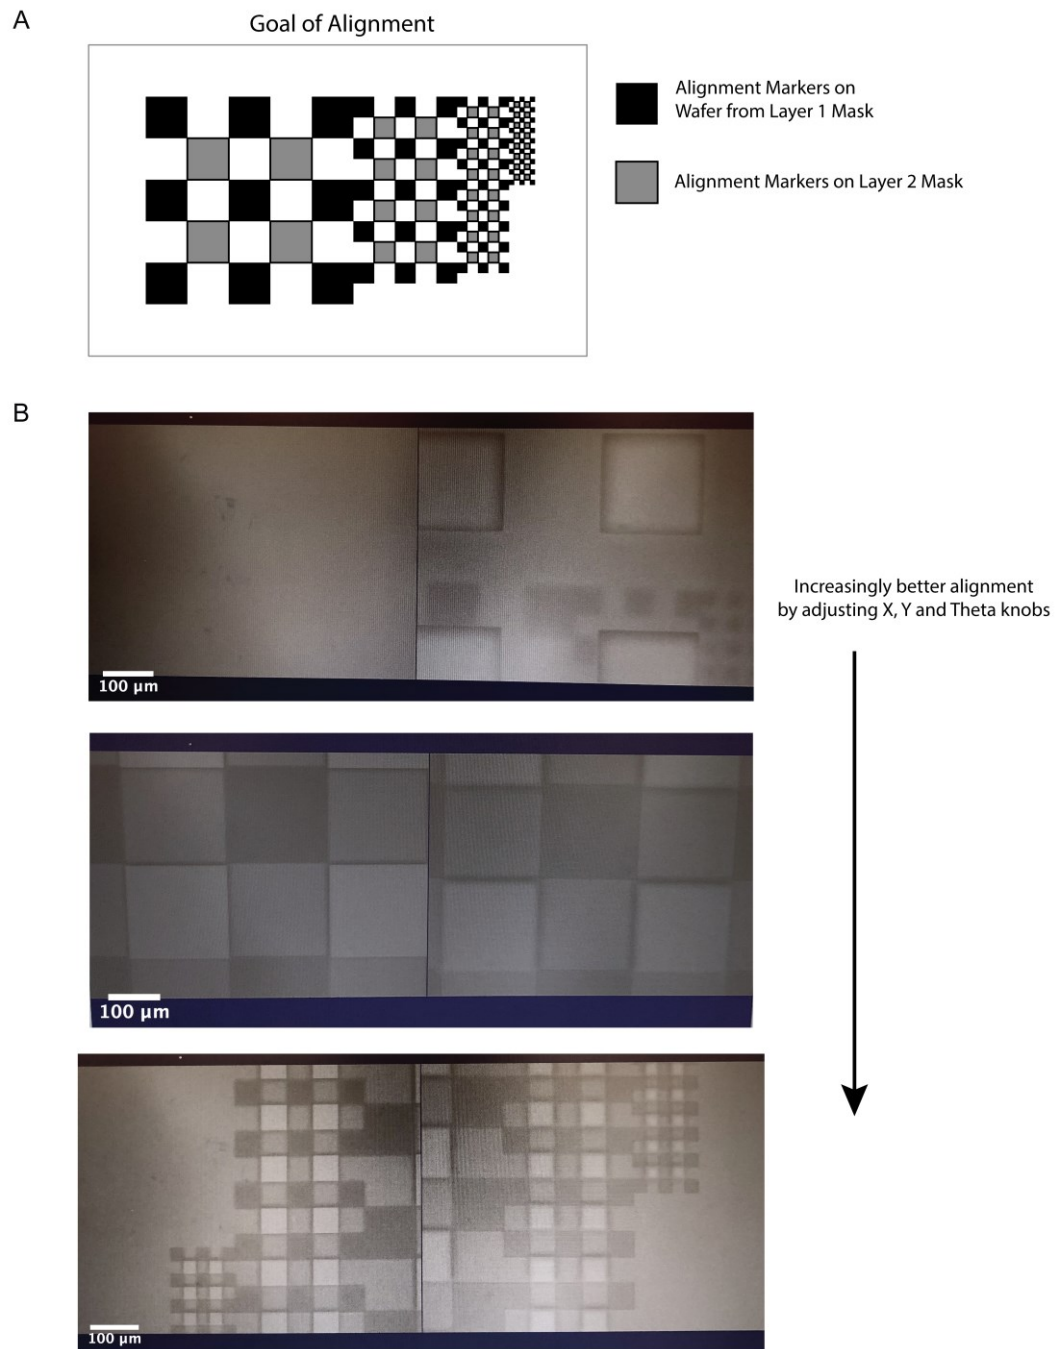 A
Goal of Alignment
Alignment Markers on
Wafer from Layer 1 Mask
Alignment Markers on Layer 2 Mask
B
100 µm
Increasingly better alignment
by adjusting X, Y and Theta knobs
100 µm
100 µm